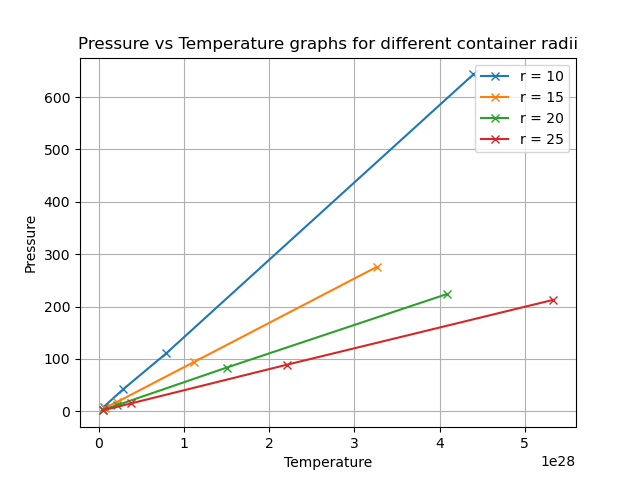 Pressure vs Temperature graphs for different container radii
r = 10
r = 15
r = 20
r = 25
600
500
400
300
200
100
0
Pressure
0 1 2 3 4 5
1e28
Temperature